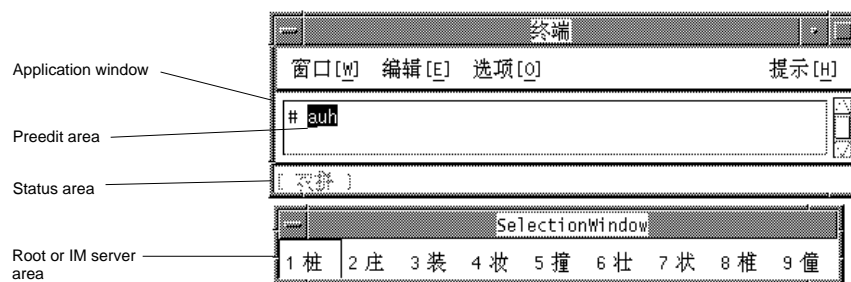 终端
窗口[W] 编辑[E] 选项[O] 提示[H]
Application window
# auh
Preedit area
Status area
[ 双拼 ]
SelectionWindow
Root or IM server
area
1 桩 2 庄 3 装 4 妆 5 撞 6 壮 7 状 8 椎 9 僮